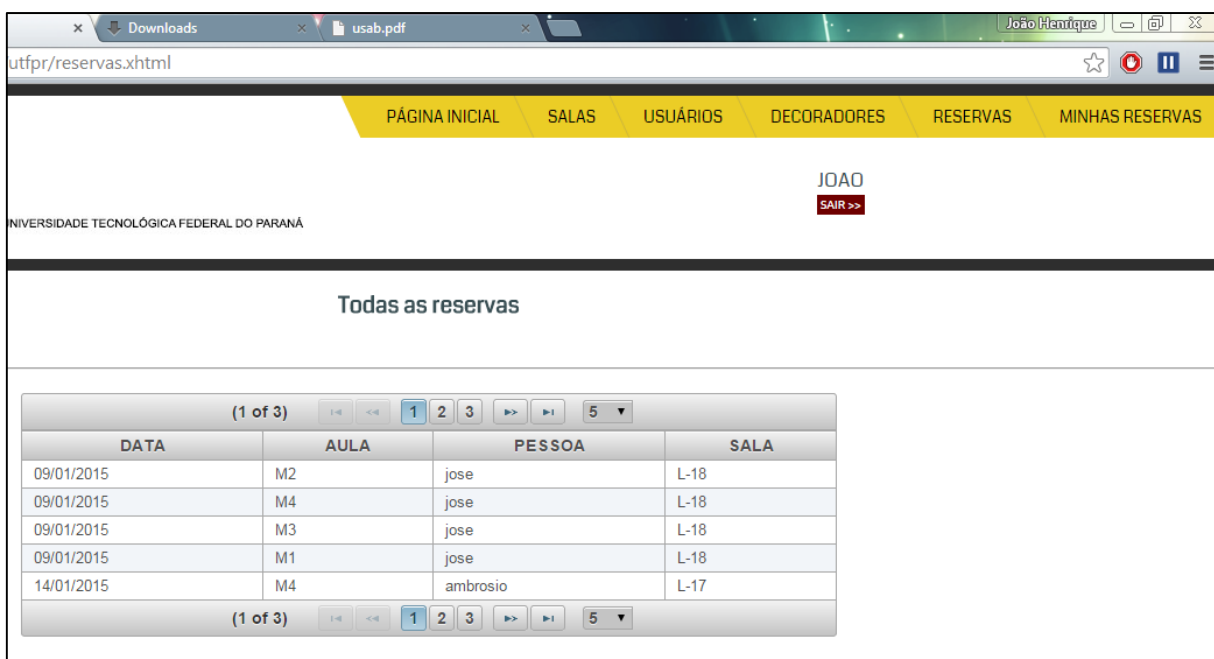 Downloads usab.pdf João Henrique
utfpr/reservas.xhtml
PÁGINA INICIAL SALAS USUÁRIOS DECORADORES RESERVAS MINHAS RESERVAS
JOAO
SAIR >>
UNIVERSIDADE TECNOLÓGICA FEDERAL DO PARANÁ
Todas as reservas
(1 of 3) 1 2 3 5
DATA AULA PESSOA SALA
09/01/2015 M2 jose L-18
09/01/2015 M4 jose L-18
09/01/2015 M3 jose L-18
09/01/2015 M1 jose L-18
14/01/2015 M4 ambrosio L-17
(1 of 3) 1 2 3 5